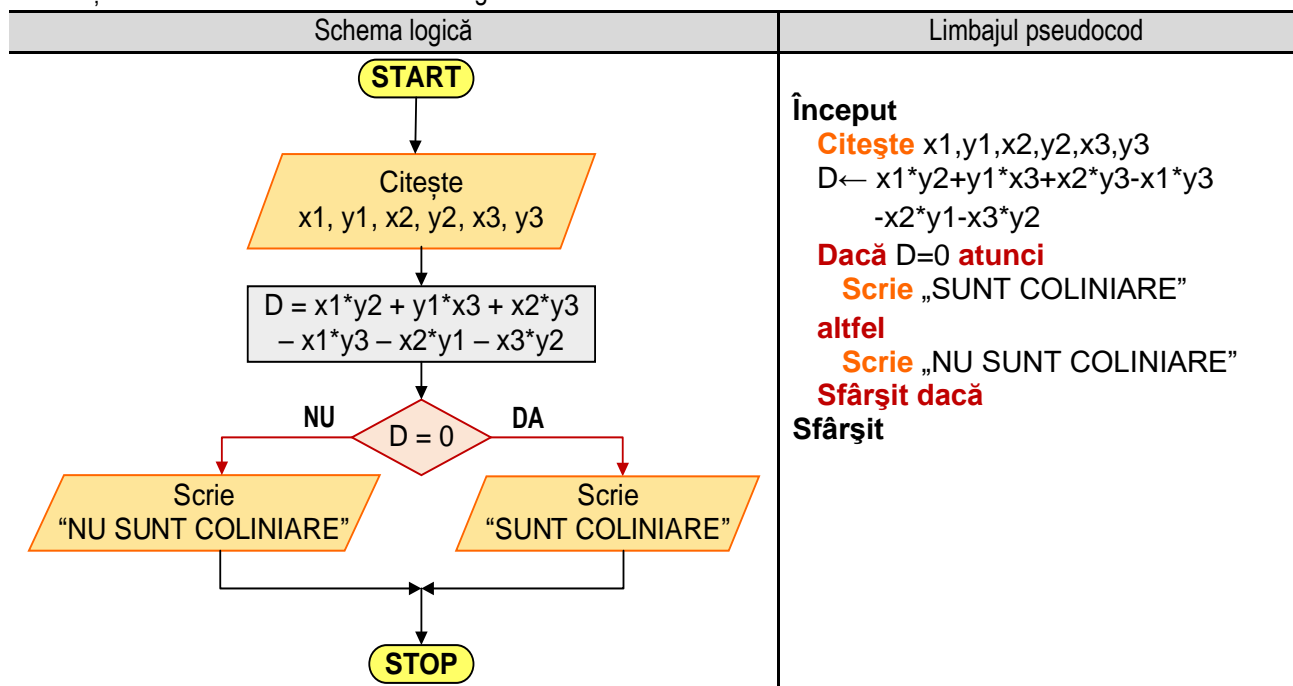 Schema logică
Limbajul pseudocod
START
Citește
x1, y1, x2, y2, x3, y3
D = x1*y2 + y1*x3 + x2*y3
– x1*y3 – x2*y1 – x3*y2
NU
D = 0
DA
Scrie
“NU SUNT COLINIARE”
Scrie
“SUNT COLINIARE”
STOP
Început
Citeşte x1,y1,x2,y2,x3,y3
D← x1*y2+y1*x3+x2*y3-x1*y3
-x2*y1-x3*y2
Dacă D=0 atunci
Scrie „SUNT COLINIARE”
altfel
Scrie „NU SUNT COLINIARE”
Sfârşit dacă
Sfârşit